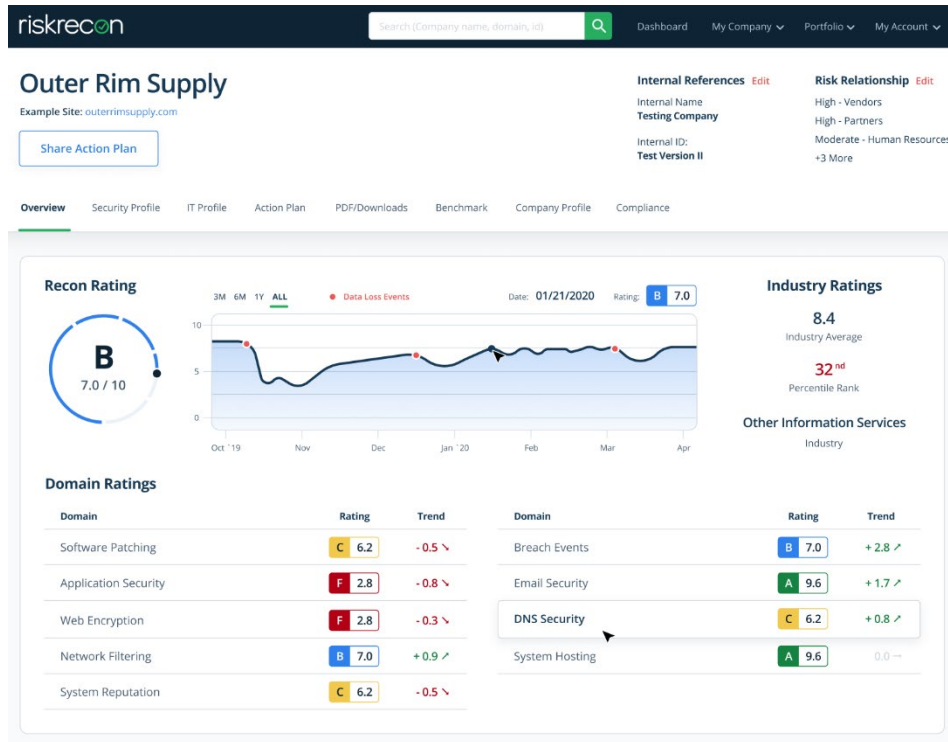 riskrecon
Search (Company name, domain, id)
Dashboard
My Company
Portfolio
My Account
Outer Rim Supply
Example Site: outerrimsupply.com
Share Action Plan
Internal References Edit
Internal Name
Testing Company
Internal ID:
Test Version II
Risk Relationship Edit
High - Vendors
High - Partners
Moderate - Human Resources
+3 More
Overview
Security Profile
IT Profile
Action Plan
PDF/Downloads
Benchmark
Company Profile
Compliance
Recon Rating
B
7.0 / 10
3M 6M 1Y ALL
Data Loss Events
Date: 01/21/2020
Rating: B 7.0
10
5
0
Oct `19 Nov Dec Jan `20 Feb Mar Apr
Industry Ratings
8.4
Industry Average
32nd
Percentile Rank
Other Information Services
Industry
Domain Ratings
Domain Rating Trend
Software Patching C 6.2 - 0.5 ↘
Application Security F 2.8 - 0.8 ↘
Web Encryption F 2.8 - 0.3 ↘
Network Filtering B 7.0 + 0.9 ↗
System Reputation C 6.2 - 0.5 ↘
Domain Rating Trend
Breach Events B 7.0 + 2.8 ↗
Email Security A 9.6 + 1.7 ↗
DNS Security C 6.2 + 0.8 ↗
System Hosting A 9.6 0.0 →